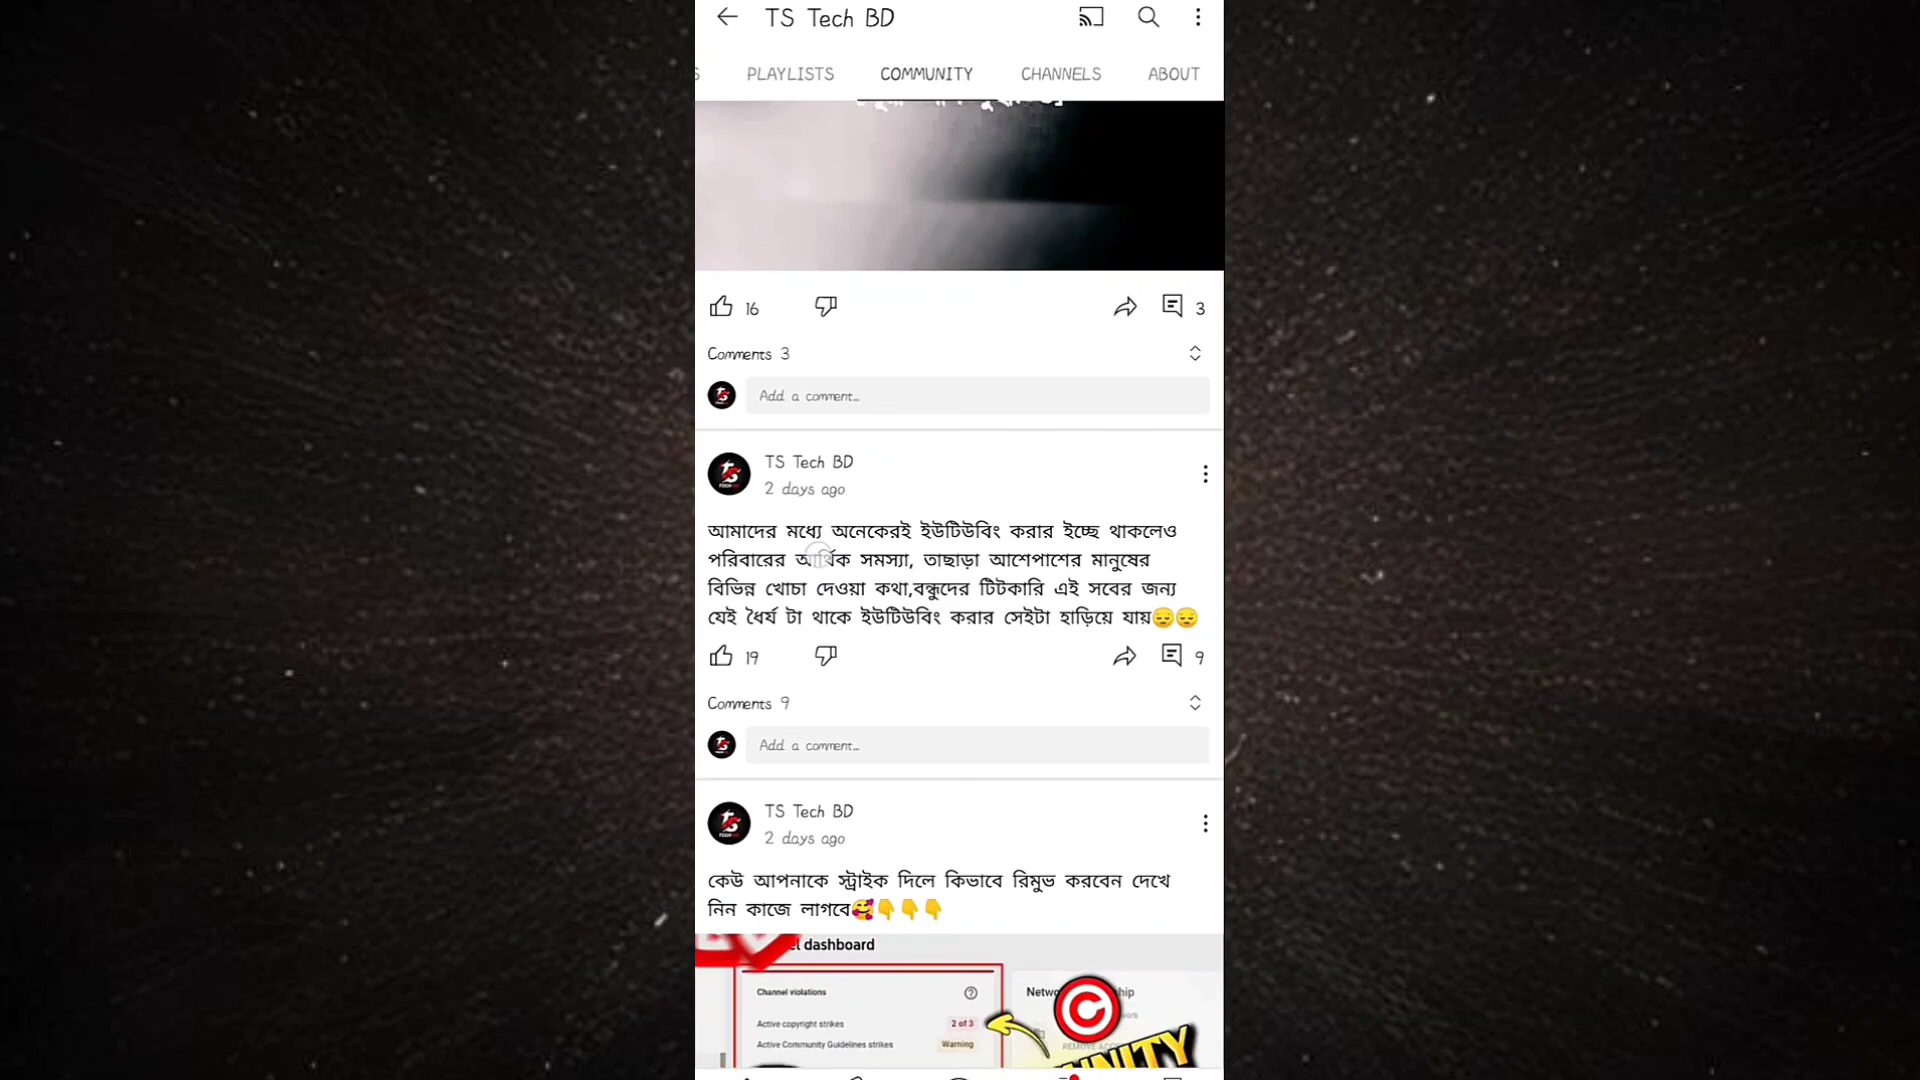 TS Tech BD
PLAYLISTS COMMUNITY CHANNELS ABOUT
16 3
Comments 3
Add a comment...
TS Tech BD
2 days ago
আমাদের মধ্যে অনেকেরই ইউটিউবিং করার ইচ্ছে থাকলেও
পরিবারের আর্থিক সমস্যা, তাছাড়া আশেপাশের মানুষের
বিভিন্ন খোচা দেওয়া কথা,বন্ধুদের টিটকারি এই সবের জন্য
যেই ধৈর্য টা থাকে ইউটিউবিং করার সেইটা হাড়িয়ে যায়😔😔
19 9
Comments 9
Add a comment...
TS Tech BD
2 days ago
কেউ আপনাকে স্ট্রাইক দিলে কিভাবে রিমুভ করবেন দেখে
নিন কাজে লাগবে🥰👇👇👇
dashboard
Channel violations
Active copyright strikes 2 of 3
Active Community Guidelines strikes Warning